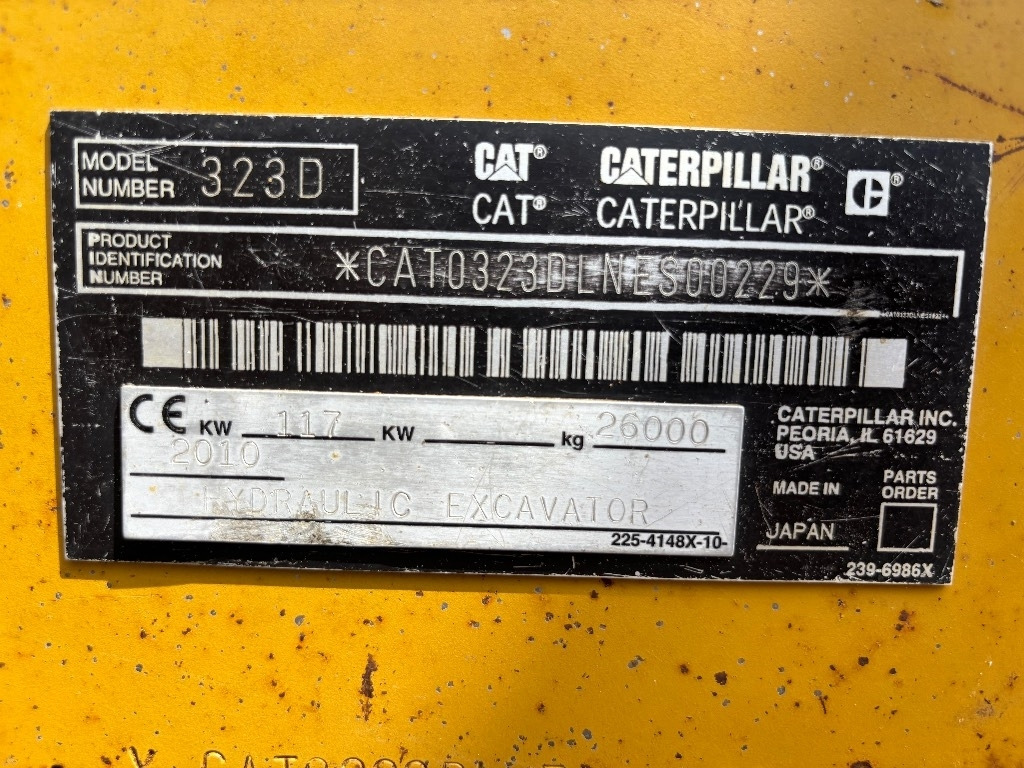 MODEL NUMBER 323D
CAT® CATERPILLAR®
CAT® CATERPILLAR®
PRODUCT IDENTIFICATION NUMBER
*CAT0323DLNES00229*
CE KW 117 KW kg 26000
2010
HYDRAULIC EXCAVATOR
225-4148X-10-
CATERPILLAR INC.
PEORIA, IL 61629
USA
MADE IN
JAPAN
PARTS
ORDER
239-6986X